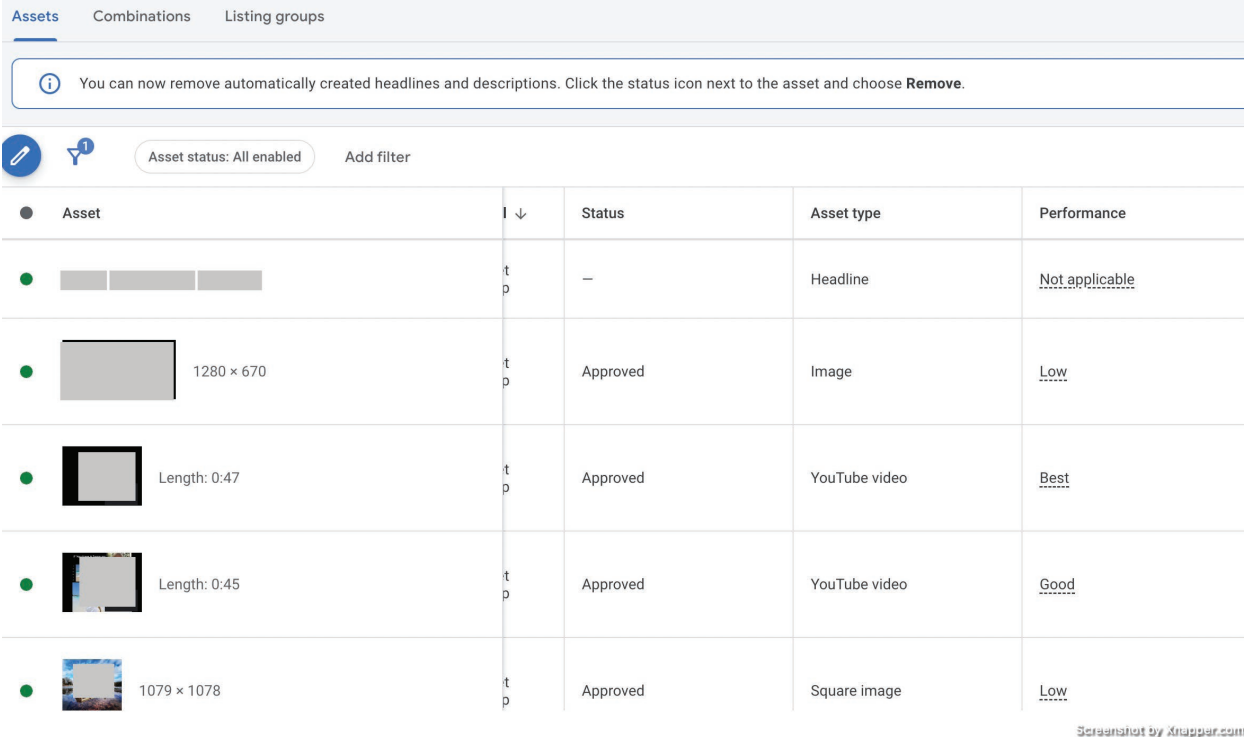 Assets Combinations Listing groups
You can now remove automatically created headlines and descriptions. Click the status icon next to the asset and choose Remove.
1
Asset status: All enabled Add filter
Asset l ↓ Status Asset type Performance
t
p
— Headline Not applicable
1280 × 670 t
p
Approved Image Low
Length: 0:47 t
p
Approved YouTube video Best
Length: 0:45 t
p
Approved YouTube video Good
1079 × 1078 t
p
Approved Square image Low
Screenshot by Xnapper.com